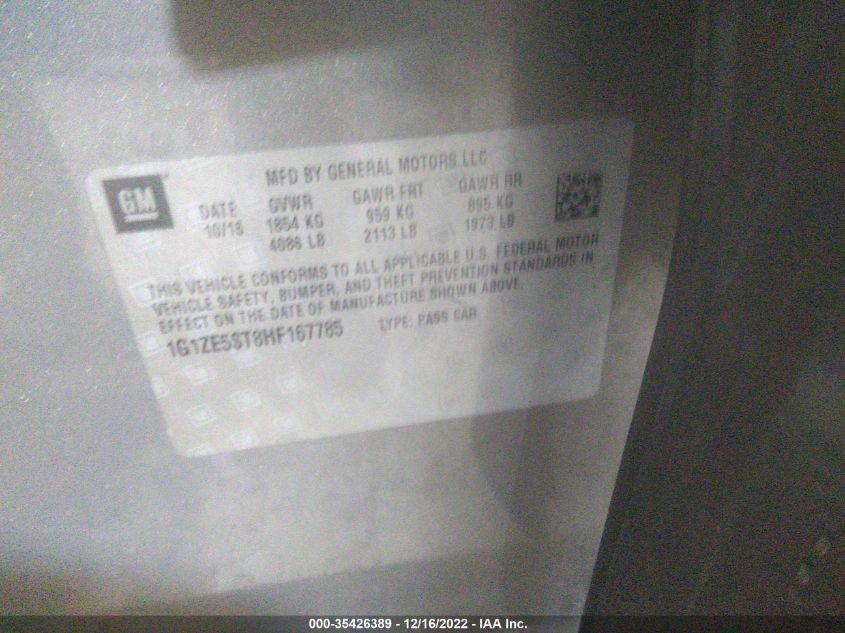 GM
MFD BY GENERAL MOTORS LLC
DATE GVWR GAWR FRT GAWR RR
10/16 1854 KG 959 KG 895 KG
4086 LB 2113 LB 1973 LB
THIS VEHICLE CONFORMS TO ALL APPLICABLE U.S. FEDERAL MOTOR
VEHICLE SAFETY, BUMPER, AND THEFT PREVENTION STANDARDS IN
EFFECT ON THE DATE OF MANUFACTURE SHOWN ABOVE.
1G1ZE5ST8HF167785 TYPE: PASS CAR
000-35426389 - 12/16/2022 - IAA Inc.